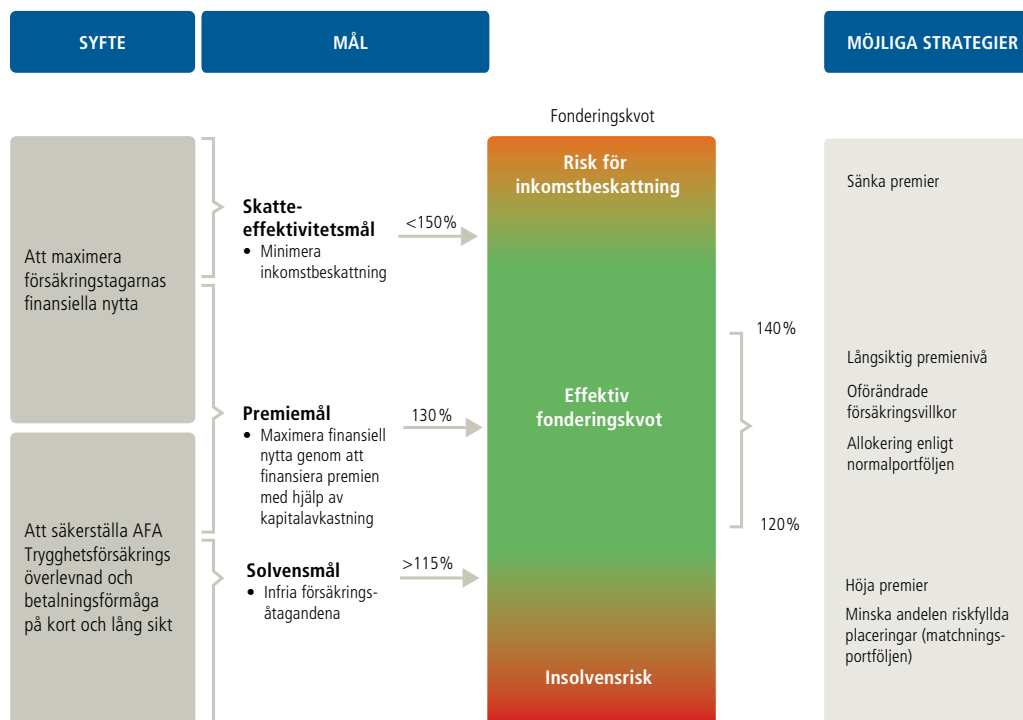 SYFTE
MÅL
MÖJLIGA STRATEGIER
Fonderingskvot
Att maximera
försäkringstagarnas
finansiella nytta
Att säkerställa AFA
Trygghetsförsäkrings
överlevnad och
betalningsförmåga
på kort och lång sikt
Skatte-
effektivitetsmål
• Minimera
inkomstbeskattning
<150%
Premiemål
• Maximera finansiell
nytta genom att
finansiera premien
med hjälp av
kapitalavkastning
130%
Solvensmål
• Infria försäkrings-
åtagandena
>115%
Risk för
inkomstbeskattning
Effektiv
fonderingskvot
Insolvensrisk
140%
120%
Sänka premier
Långsiktig premienivå
Oförändrade
försäkringsvillkor
Allokering enligt
normalportföljen
Höja premier
Minska andelen riskfyllda
placeringar (matchnings-
portföljen)